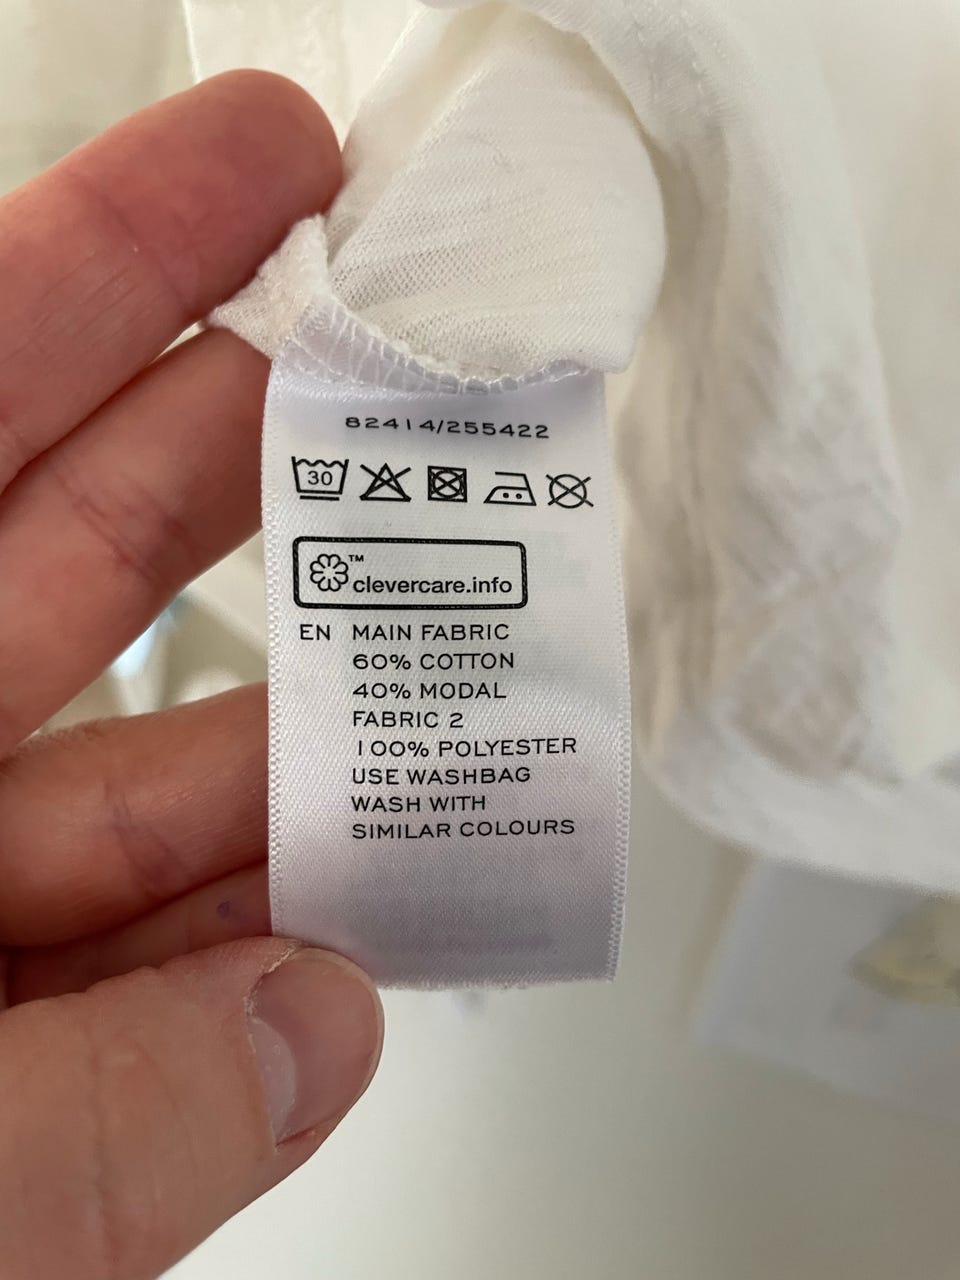 82414/255422
30
™
clevercare.info
EN MAIN FABRIC
60% COTTON
40% MODAL
FABRIC 2
100% POLYESTER
USE WASHBAG
WASH WITH
SIMILAR COLOURS